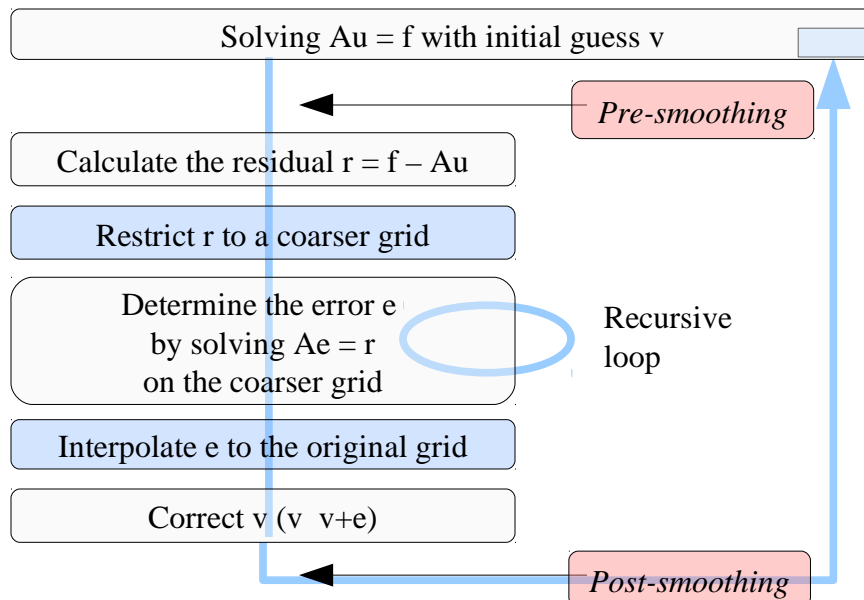 Solving Au = f with initial guess v
Pre-smoothing
Calculate the residual r = f – Au
Restrict r to a coarser grid
Determine the error e
by solving Ae = r
on the coarser grid
Recursive
loop
Interpolate e to the original grid
Correct v (v v+e)
Post-smoothing